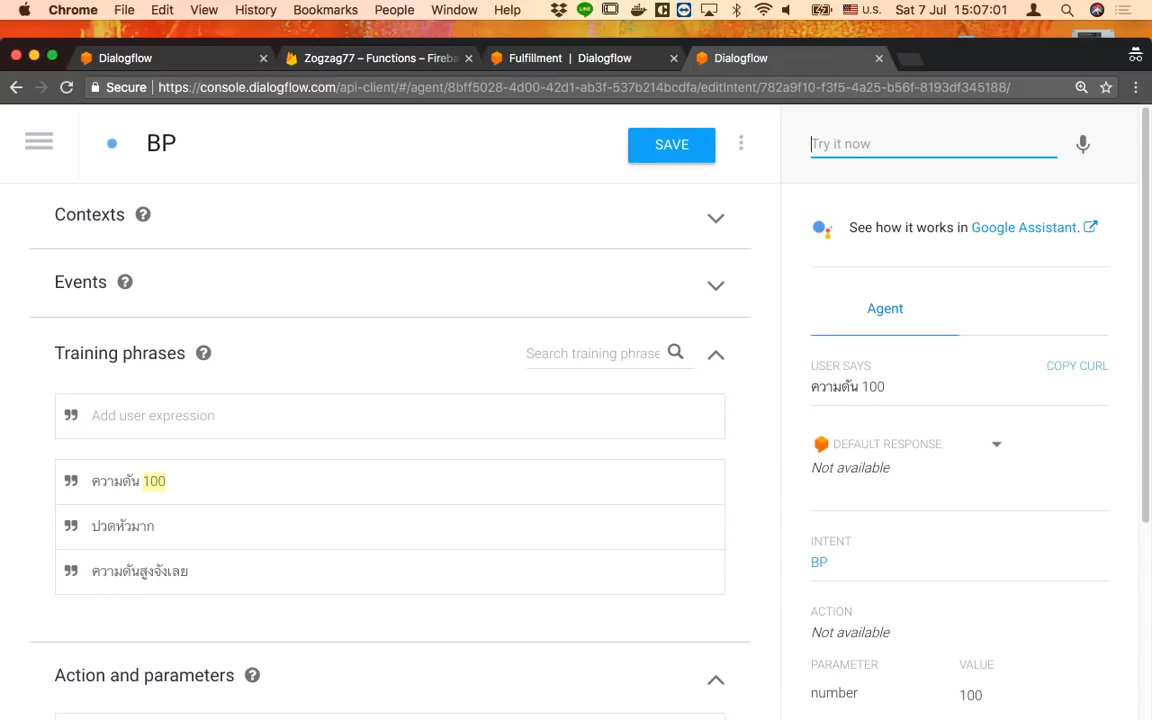 Chrome File Edit View History Bookmarks People Window Help U.S. Sat 7 Jul 15:07:01
Dialogflow Zogzag77 – Functions – Fireba Fulfillment | Dialogflow Dialogflow
Secure https://console.dialogflow.com/api-client/#/agent/8bff5028-4d00-42d1-ab3f-537b214bcdfa/editIntent/782a9f10-f3f5-4a25-b56f-8193df345188/
BP SAVE
Try it now
Contexts
See how it works in Google Assistant.
Events
Agent
Training phrases
Search training phrase
USER SAYS COPY CURL
ความดัน 100
Add user expression
DEFAULT RESPONSE
Not available
ความดัน 100
ปวดหัวมาก
ความดันสูงจังเลย
INTENT
BP
ACTION
Not available
Action and parameters
PARAMETER VALUE
number 100